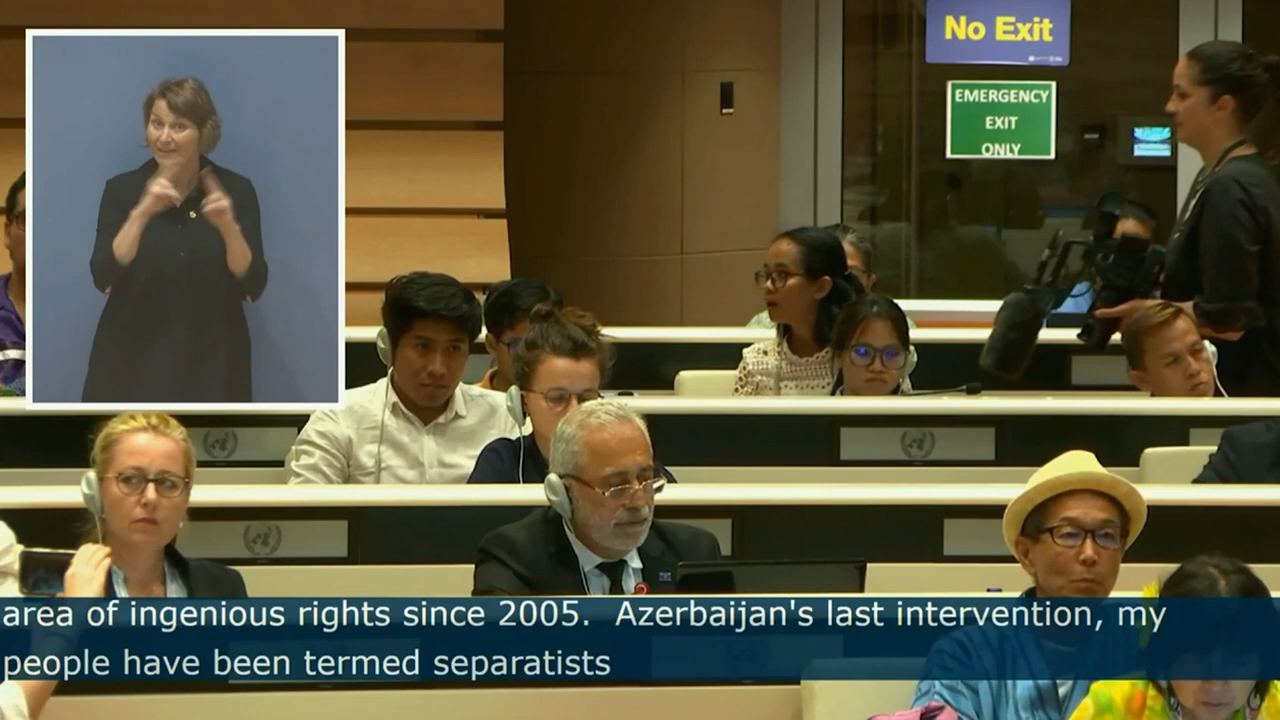 No Exit
EMERGENCY
EXIT
ONLY
area of ingenious rights since 2005.  Azerbaijan's last intervention, my
people have been termed separatists